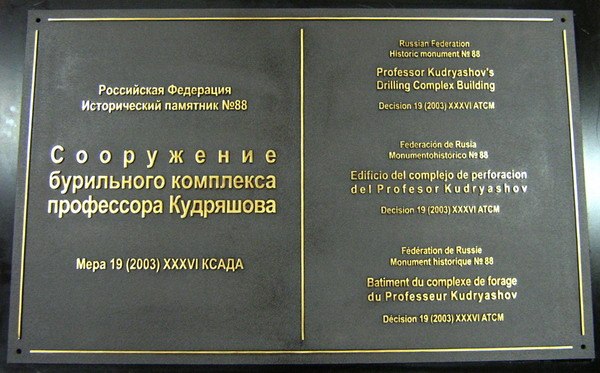 Российская Федерация
Исторический памятник №88
Сооружение
бурильного комплекса
профессора Кудряшова
Мера 19 (2003) XXXVI КСАДА
Russian Federation
Historic monument № 88
Professor Kudryashov's
Drilling Complex Building
Decision 19 (2003) XXXVI ATCM
Federación de Rusia
Monumentohistórico № 88
Edificio del complejo de perforacion
del Profesor Kudryashov
Decision 19 (2003) XXXVI ATCM
Fédération de Russie
Monument historique № 88
Batiment du complexe de forage
du Professeur Kudryashov
Décision 19 (2003) XXXVI ATCM